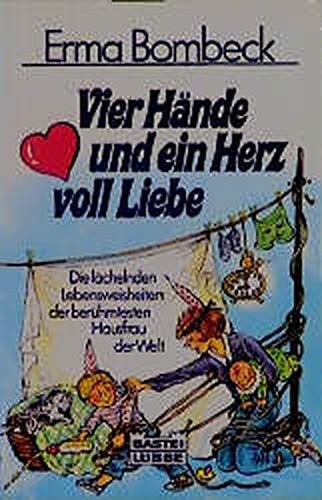 Erma Bombeck
Vier Hände
und ein Herz
voll Liebe
Die lächelnden
Lebensweisheiten
der berühmtesten
Hausfrau
der Welt
BASTEI
LÜBBE